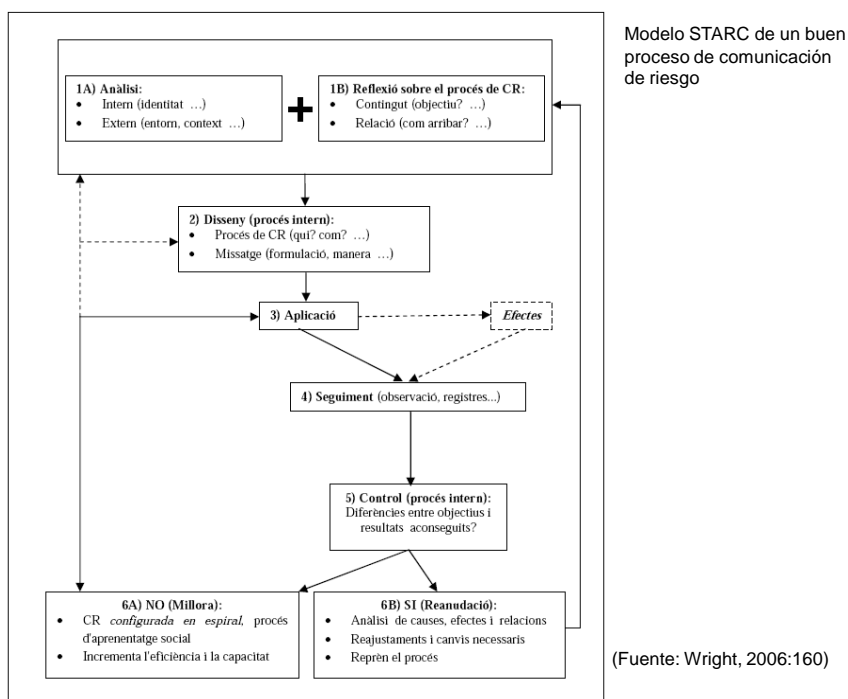 Modelo STARC de un buen
proceso de comunicación
de riesgo
1A) Anàlisi:
• Intern (identitat …)
• Extern (entorn, context …)
+
1B) Reflexió sobre el procés de CR:
• Contingut (objectiu? …)
• Relació (com arribar? …)
2) Disseny (procés intern):
• Procés de CR (qui? com? …)
• Missatge (formulació, manera …)
3) Aplicació
Efectes
4) Seguiment (observació, registres...)
5) Control (procés intern):
Diferències entre objectius i
resultats aconseguits?
6A) NO (Millora):
• CR configurada en espiral, procés
d'aprenentatge social
• Incrementa l'eficiència i la capacitat
6B) SI (Reanudació):
• Anàlisi de causes, efectes i relacions
• Reajustaments i canvis necessaris
• Reprèn el procés
(Fuente: Wright, 2006:160)